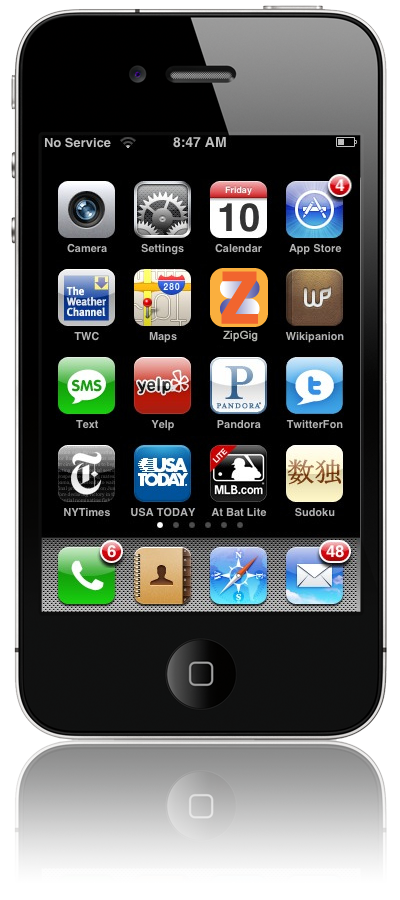 No Service
8:47 AM
Friday
10
4
Camera
Settings
Calendar
App Store
The
Weather
Channel
280
Z
WP
TWC
Maps
ZipGig
Wikipanion
SMS
yelp
P
PANDORA
t
Text
Yelp
Pandora
TwitterFon
T
USA
TODAY
LITE
MLB.com
数独
NYTimes
USA TODAY
At Bat Lite
Sudoku
6
48